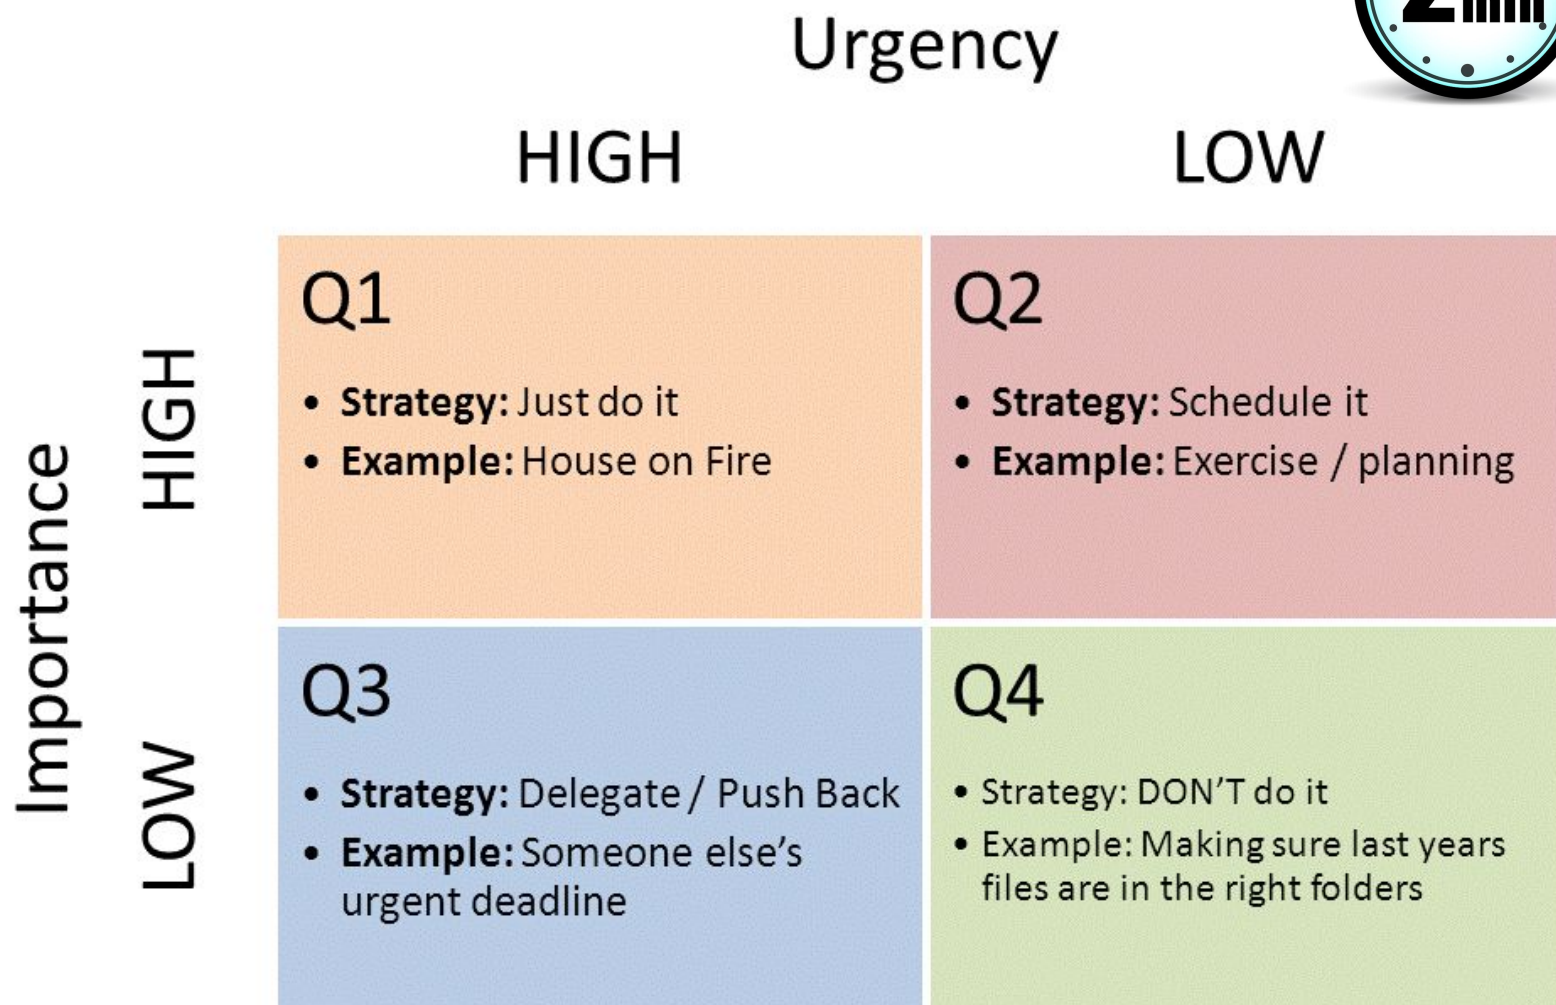 Urgency
HIGH
LOW
Importance
HIGH
LOW
Q1
• Strategy: Just do it
• Example: House on Fire
Q2
• Strategy: Schedule it
• Example: Exercise / planning
Q3
• Strategy: Delegate / Push Back
• Example: Someone else's
urgent deadline
Q4
• Strategy: DON'T do it
• Example: Making sure last years
files are in the right folders